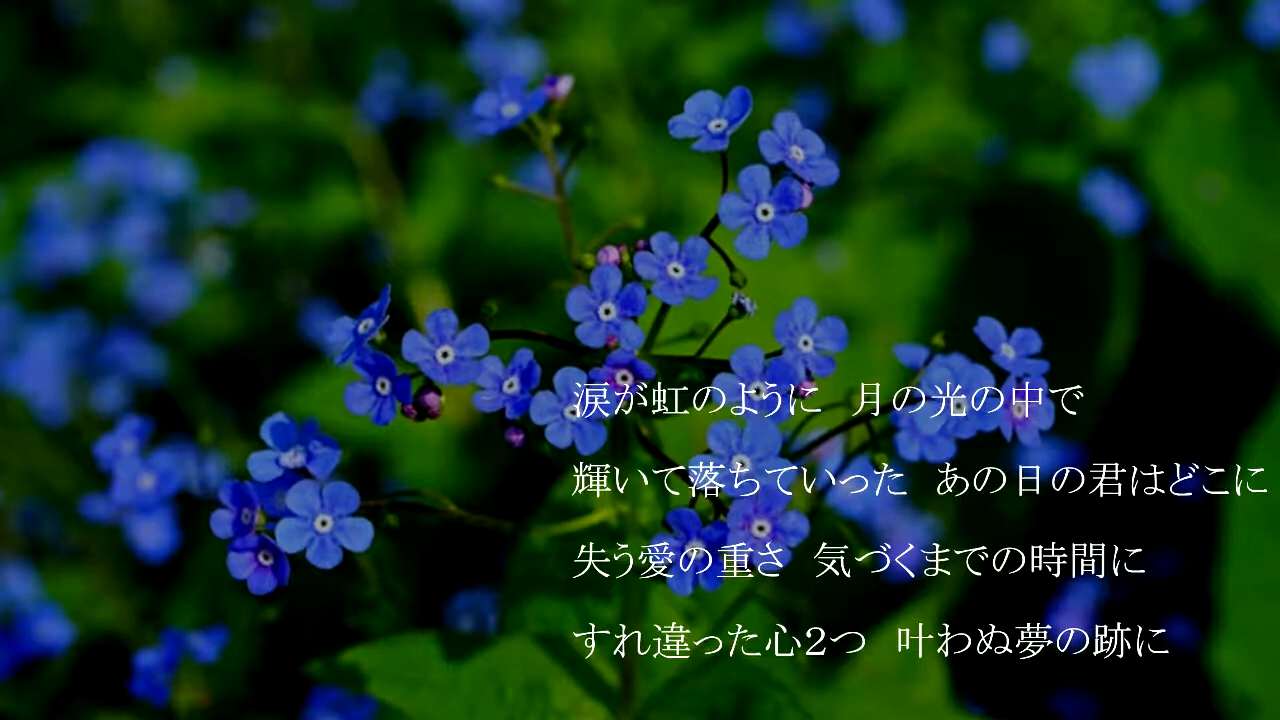 涙が虹のように　月の光の中で
輝いて落ちていった　あの日の君はどこに
失う愛の重さ　気づくまでの時間に
すれ違った心２つ　叶わぬ夢の跡に